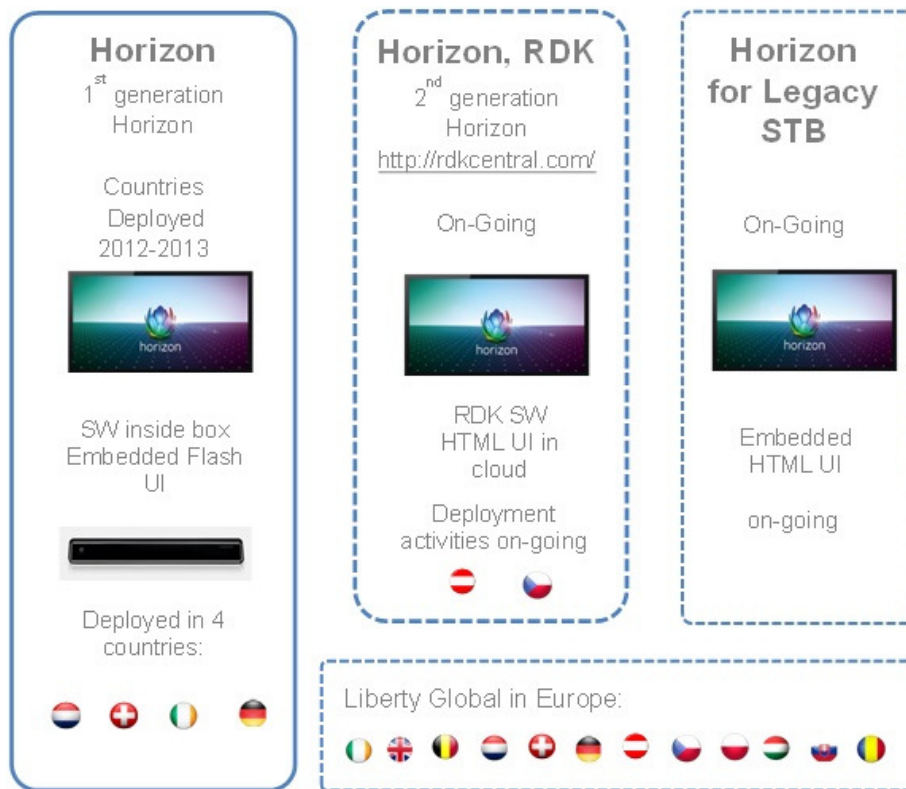 Horizon
1st generation
Horizon
Countries
Deployed
2012-2013
horizon
SW inside box
Embedded Flash
UI
Deployed in 4
countries:
Horizon, RDK
2nd generation
Horizon
http://rdkcentral.com/
On-Going
horizon
RDK SW
HTML UI in
cloud
Deployment
activities on-going
Horizon
for Legacy
STB
On-Going
horizon
Embedded
HTML UI
on-going
Liberty Global in Europe: